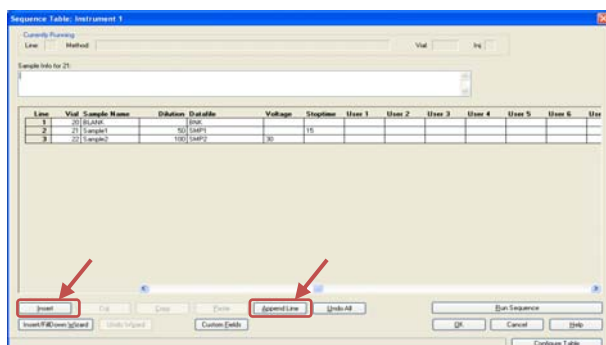 Sequence Table: Instrument 1
Currently Running
Line: Method: Vial: Inj:
Sample Info for 21:
Line Vial Sample Name Dilution Datafile Voltage Stoptime User 1 User 2 User 3 User 4 User 5 User 6 User
1 20 BLANK BNK
2 21 Sample1 50 SMP1 15
3 22 Sample2 100 SMP2 30
Insert Cut Copy Paste Append Line Undo All Run Sequence
Insert/FillDown Wizard Undo Wizard Custom Fields OK Cancel Help
Configure Table